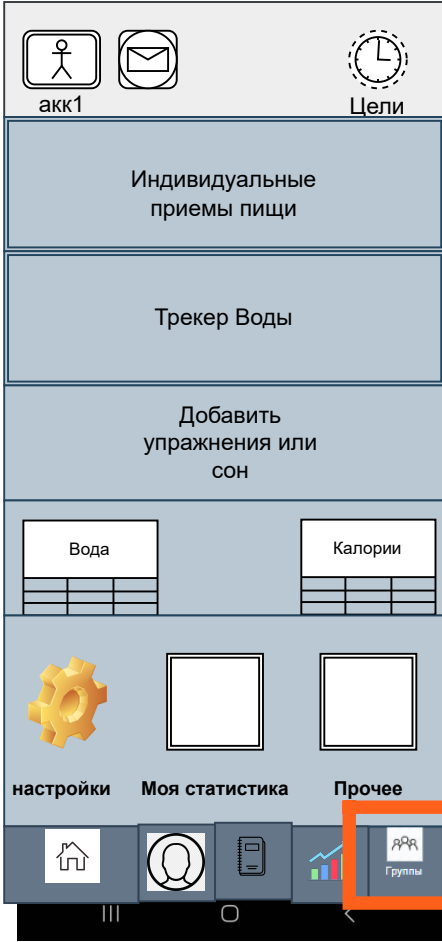 акк1
Цели
Индивидуальные
приемы пищи
Трекер Воды
Добавить
упражнения или
сон
Вода
Калории
настройки
Моя статистика
Прочее
Группы